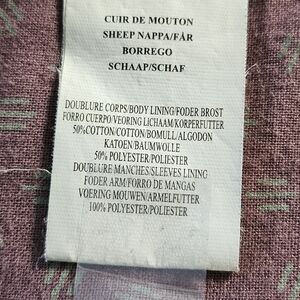 CUIR DE MOUTON
SHEEP NAPPA/FÅR
BORREGO
SCHAAP/SCHAF
DOUBLURE CORPS/BODY LINING/FODER BROST
FORRO CUERPO/VEORING LICHAAM/KORPERFUTTER
50%COTTON/COTTON/BOMULL/ALGODON
KATOEN/BAUMWOLLE
50% POLYESTER/POLIESTER
DOUBLURE MANCHES/SLEEVES LINING
FODER ARM/FORRO DE MANGAS
VOERING MOUWEN/ARMELFUTTER
100% POLYESTER/POLIESTER